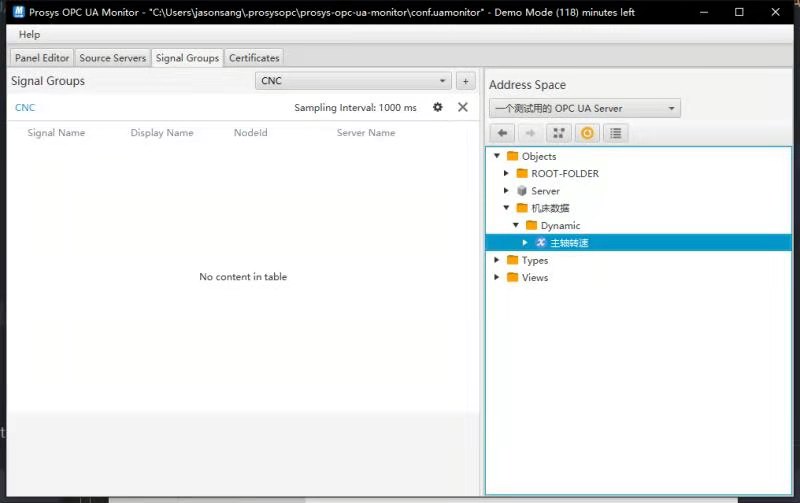 Prosys OPC UA Monitor - "C:\Users\jasonsang\.prosysopc\prosys-opc-ua-monitor\conf.uamonitor" - Demo Mode (118) minutes left
Help
Panel Editor Source Servers Signal Groups Certificates
Signal Groups CNC +
CNC Sampling Interval: 1000 ms
Signal Name Display Name NodeId Server Name
No content in table
Address Space
一个测试用的 OPC UA Server
Objects
ROOT-FOLDER
Server
机床数据
Dynamic
主轴转速
Types
Views